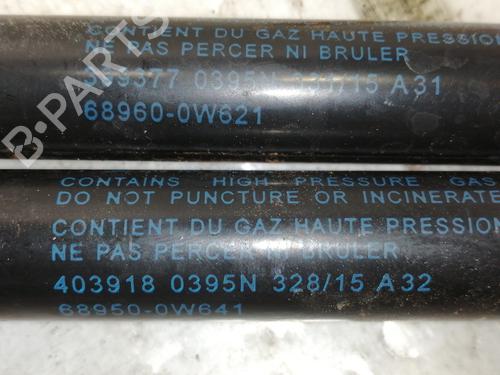 CONTIENT DU GAZ HAUTE PRESSION
NE PAS PERCER NI BRULER
0395N A31
68960-0W621
CONTAINS HIGH PRESSURE GAS
DO NOT PUNCTURE OR INCINERATE
CONTIENT DU GAZ HAUTE PRESSION
NE PAS PERCER NI BRULER
403918 0395N 328/15 A32
68950-0W641
B-PARTS